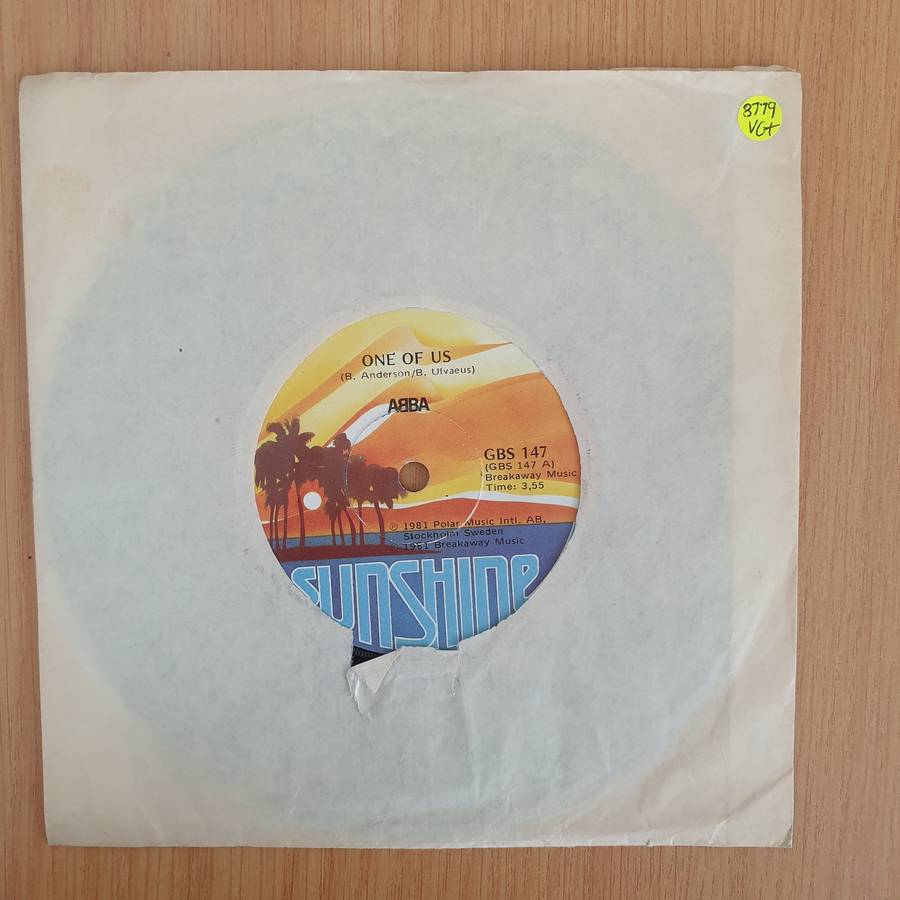 8779
VG+
ONE OF US
(B. Anderson/B. Ulvaeus)
ABBA
GBS 147
(GBS 147 A)
Breakaway Music
Time: 3,55
℗ 1981 Polar Music Intl. AB,
Stockholm Sweden
© 1981 Breakaway Music
SUNSHINE